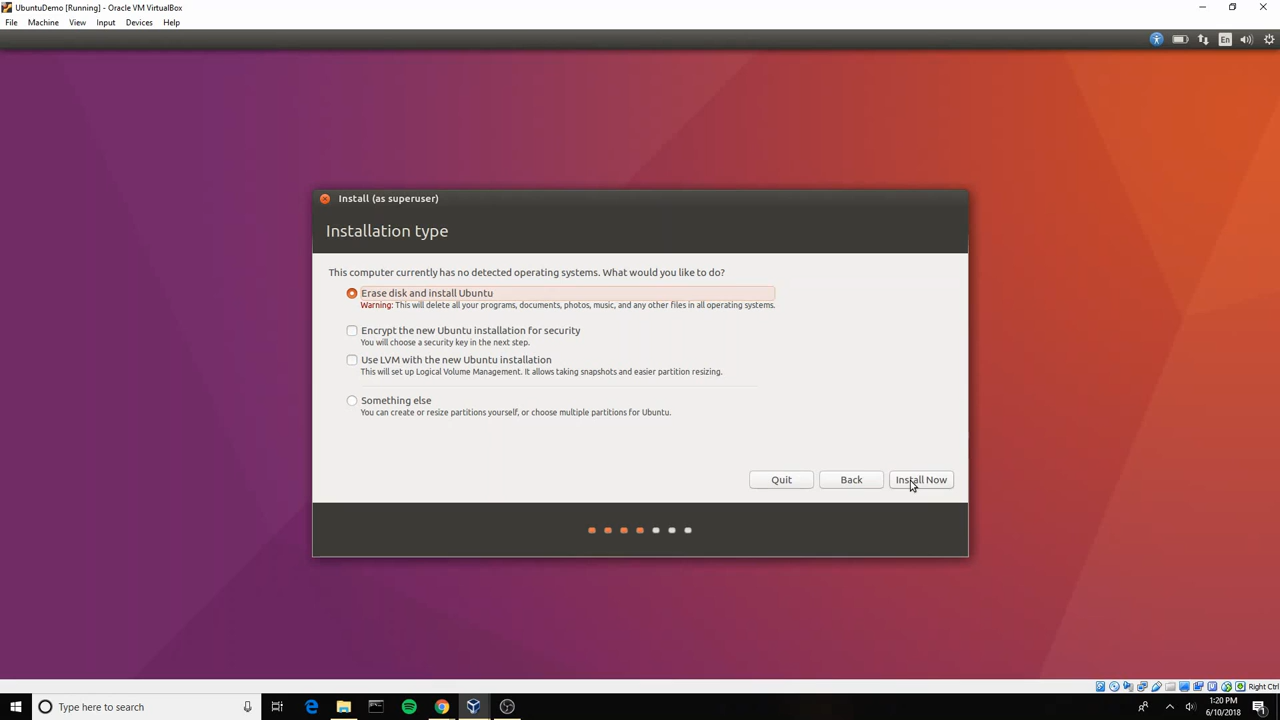 UbuntuDemo [Running] - Oracle VM VirtualBox
File Machine View Input Devices Help
En
Install (as superuser)
Installation type
This computer currently has no detected operating systems. What would you like to do?
Erase disk and install Ubuntu
Warning: This will delete all your programs, documents, photos, music, and any other files in all operating systems.
Encrypt the new Ubuntu installation for security
You will choose a security key in the next step.
Use LVM with the new Ubuntu installation
This will set up Logical Volume Management. It allows taking snapshots and easier partition resizing.
Something else
You can create or resize partitions yourself, or choose multiple partitions for Ubuntu.
Quit Back Install Now
Right Ctrl
Type here to search
1:20 PM
6/10/2018
1